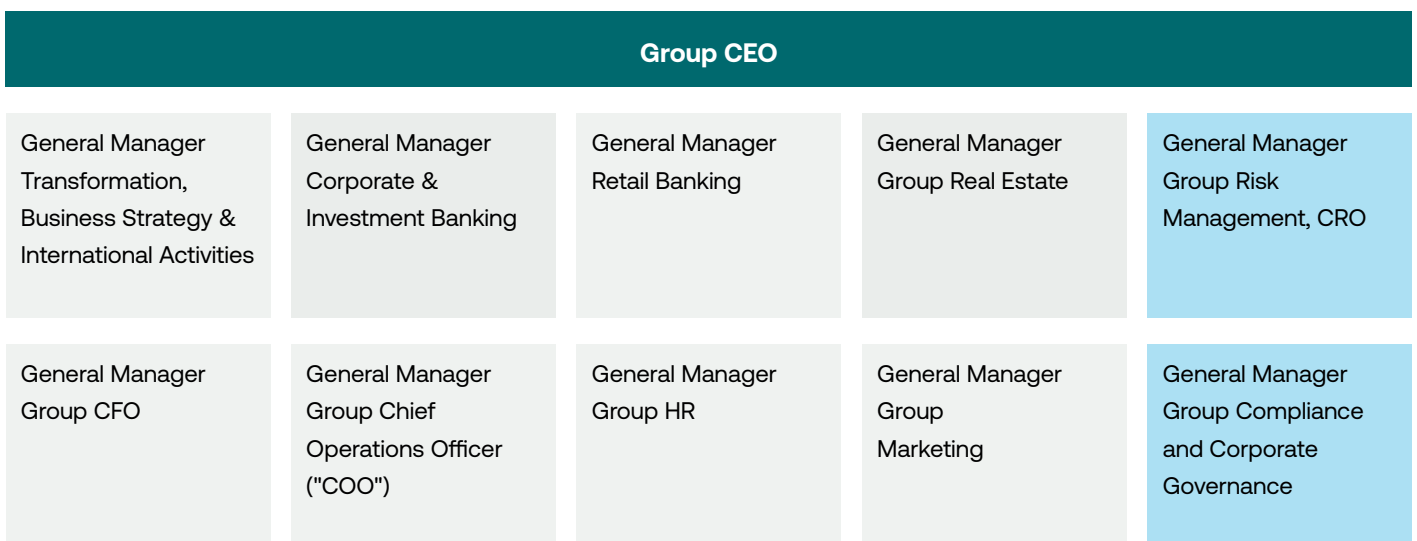 Group CEO
General Manager
Transformation,
Business Strategy &
International Activities
General Manager
Corporate &
Investment Banking
General Manager
Retail Banking
General Manager
Group Real Estate
General Manager
Group Risk
Management, CRO
General Manager
Group CFO
General Manager
Group Chief
Operations Officer
("COO")
General Manager
Group HR
General Manager
Group
Marketing
General Manager
Group Compliance
and Corporate
Governance